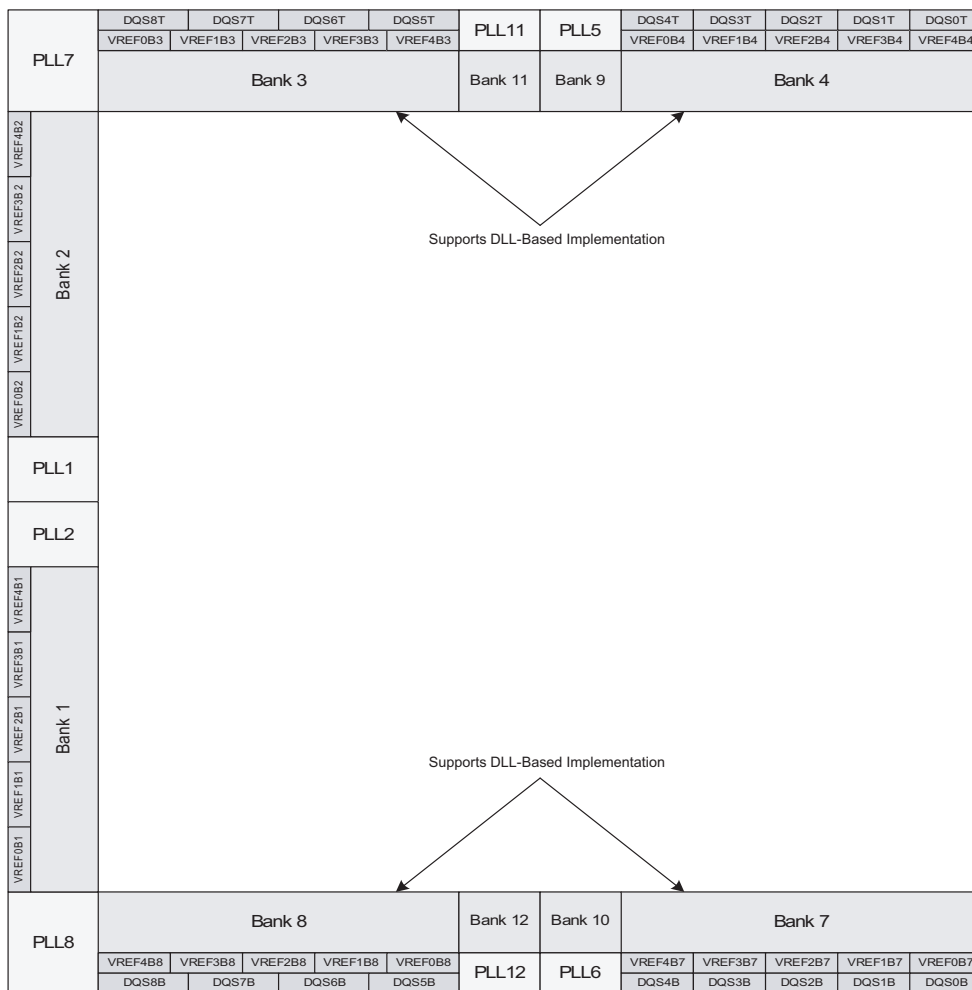 DQS8T DQS7T DQS6T DQS5T PLL11 PLL5 DQS4T DQS3T DQS2T DQS1T DQS0T
VREF0B3 VREF1B3 VREF2B3 VREF3B3 VREF4B3 VREF0B4 VREF1B4 VREF2B4 VREF3B4 VREF4B4
PLL7
Bank 3 Bank 11 Bank 9 Bank 4
VREF4B2
VREF3B2
VREF2B2
VREF1B2
VREF0B2
Bank 2
Supports DLL-Based Implementation
PLL1
PLL2
VREF4B1
VREF3B1
VREF2B1
VREF1B1
VREF0B1
Bank 1
Supports DLL-Based Implementation
Bank 8 Bank 12 Bank 10 Bank 7
PLL8
VREF4B8 VREF3B8 VREF2B8 VREF1B8 VREF0B8 PLL12 PLL6 VREF4B7 VREF3B7 VREF2B7 VREF1B7 VREF0B7
DQS8B DQS7B DQS6B DQS5B DQS4B DQS3B DQS2B DQS1B DQS0B